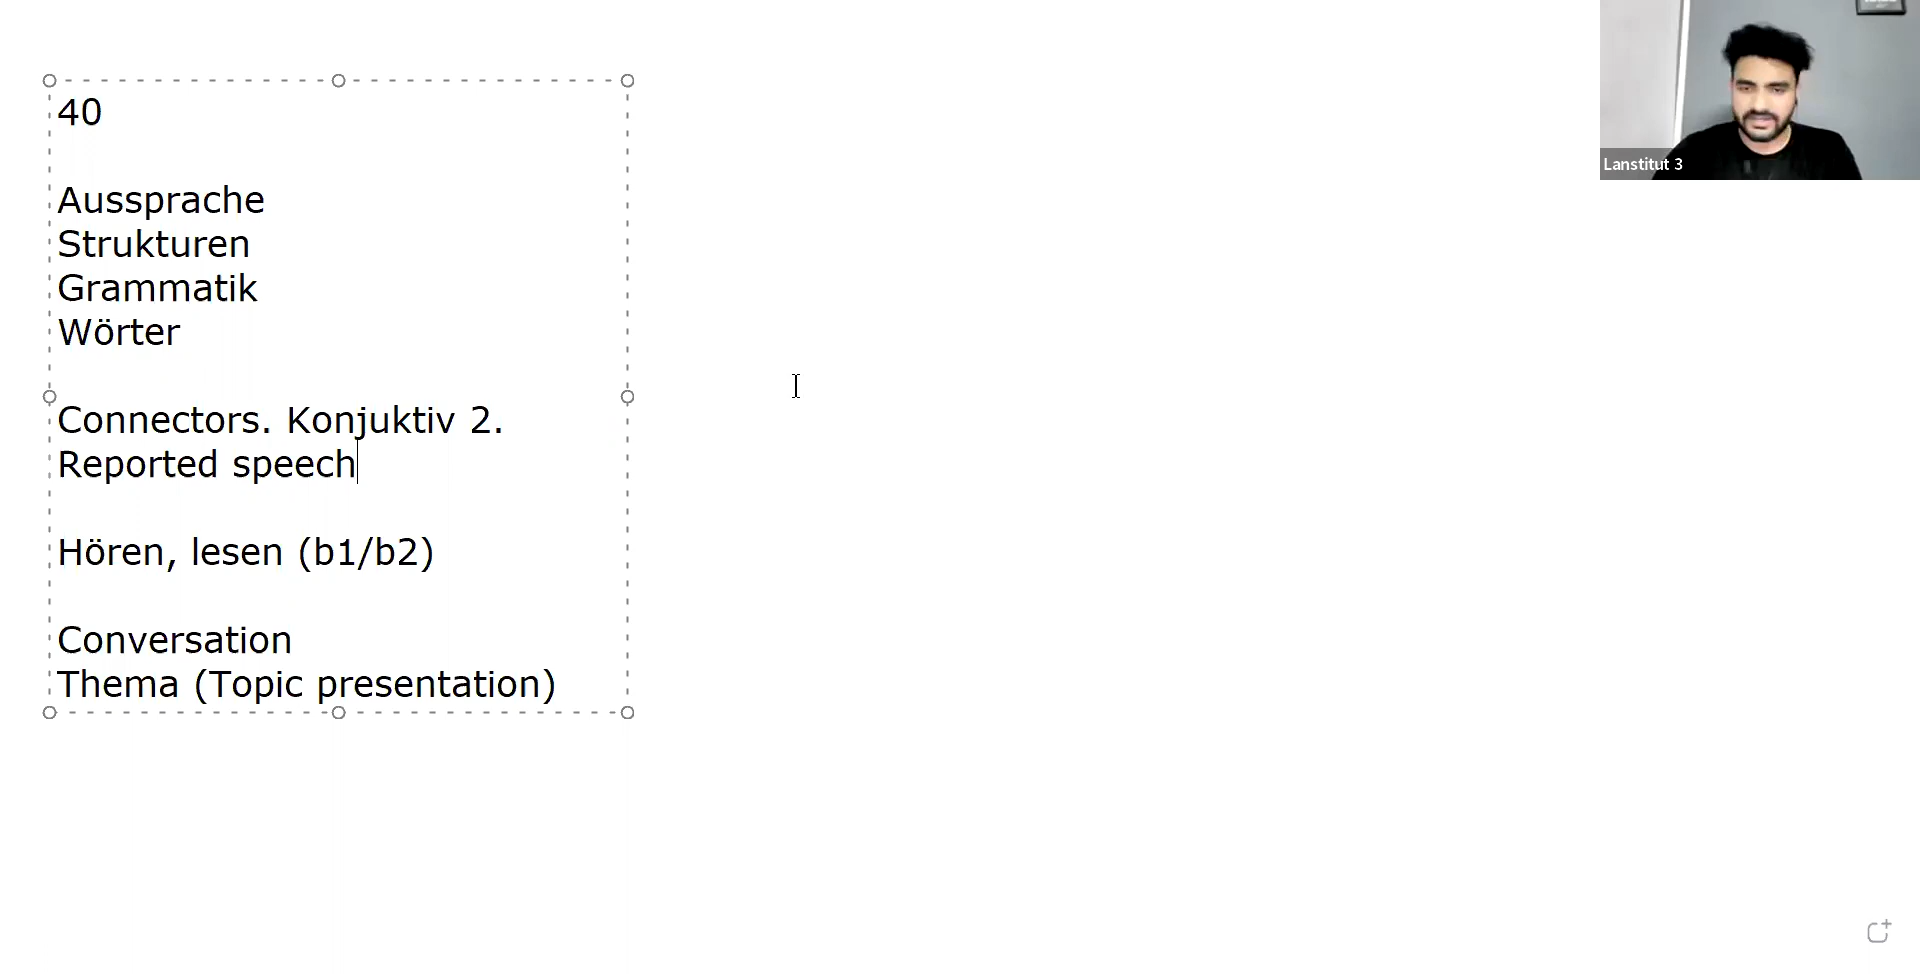 40
Aussprache
Strukturen
Grammatik
Wörter
Connectors. Konjuktiv 2.
Reported speech
Hören, lesen (b1/b2)
Conversation
Thema (Topic presentation)
Lanstitut 3